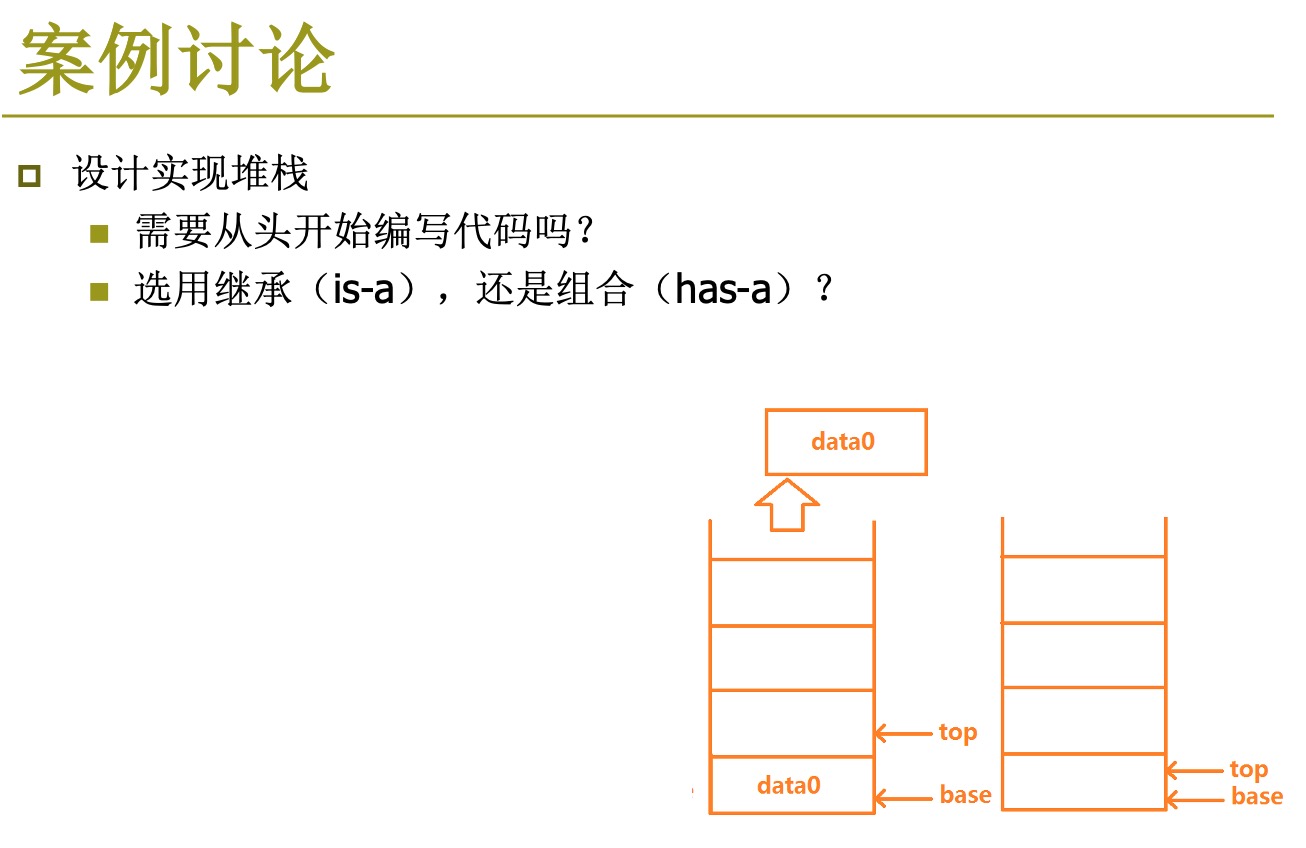 案例讨论
设计实现堆栈
需要从头开始编写代码吗？
选用继承（is-a），还是组合（has-a）？
data0
top
data0
base
top
base